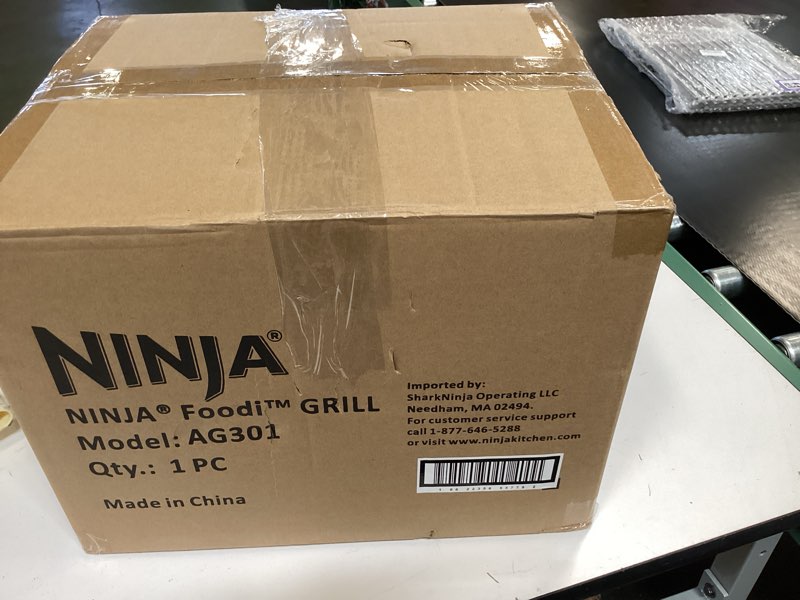 NINJA®
NINJA® Foodi™ GRILL
Model: AG301
Qty.: 1 PC
Made in China
Imported by:
SharkNinja Operating LLC
Needham, MA 02494.
For customer service support
call 1-877-646-5288
or visit www.ninjakitchen.com